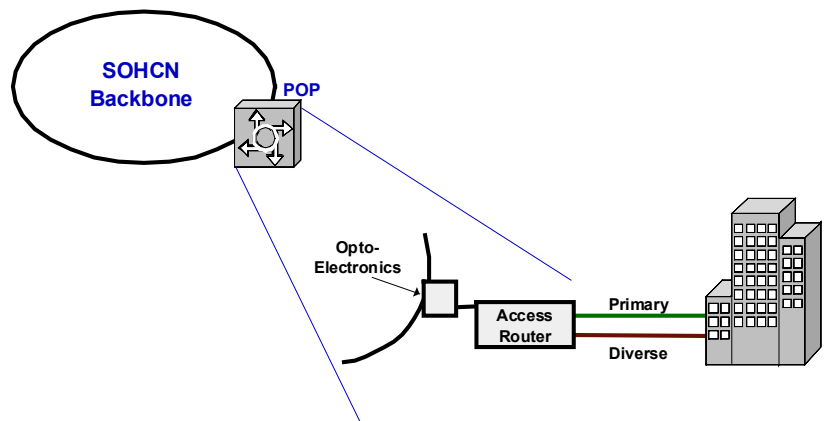 SOHCN
Backbone
POP
Opto-
Electronics
Access
Router
Primary
Diverse